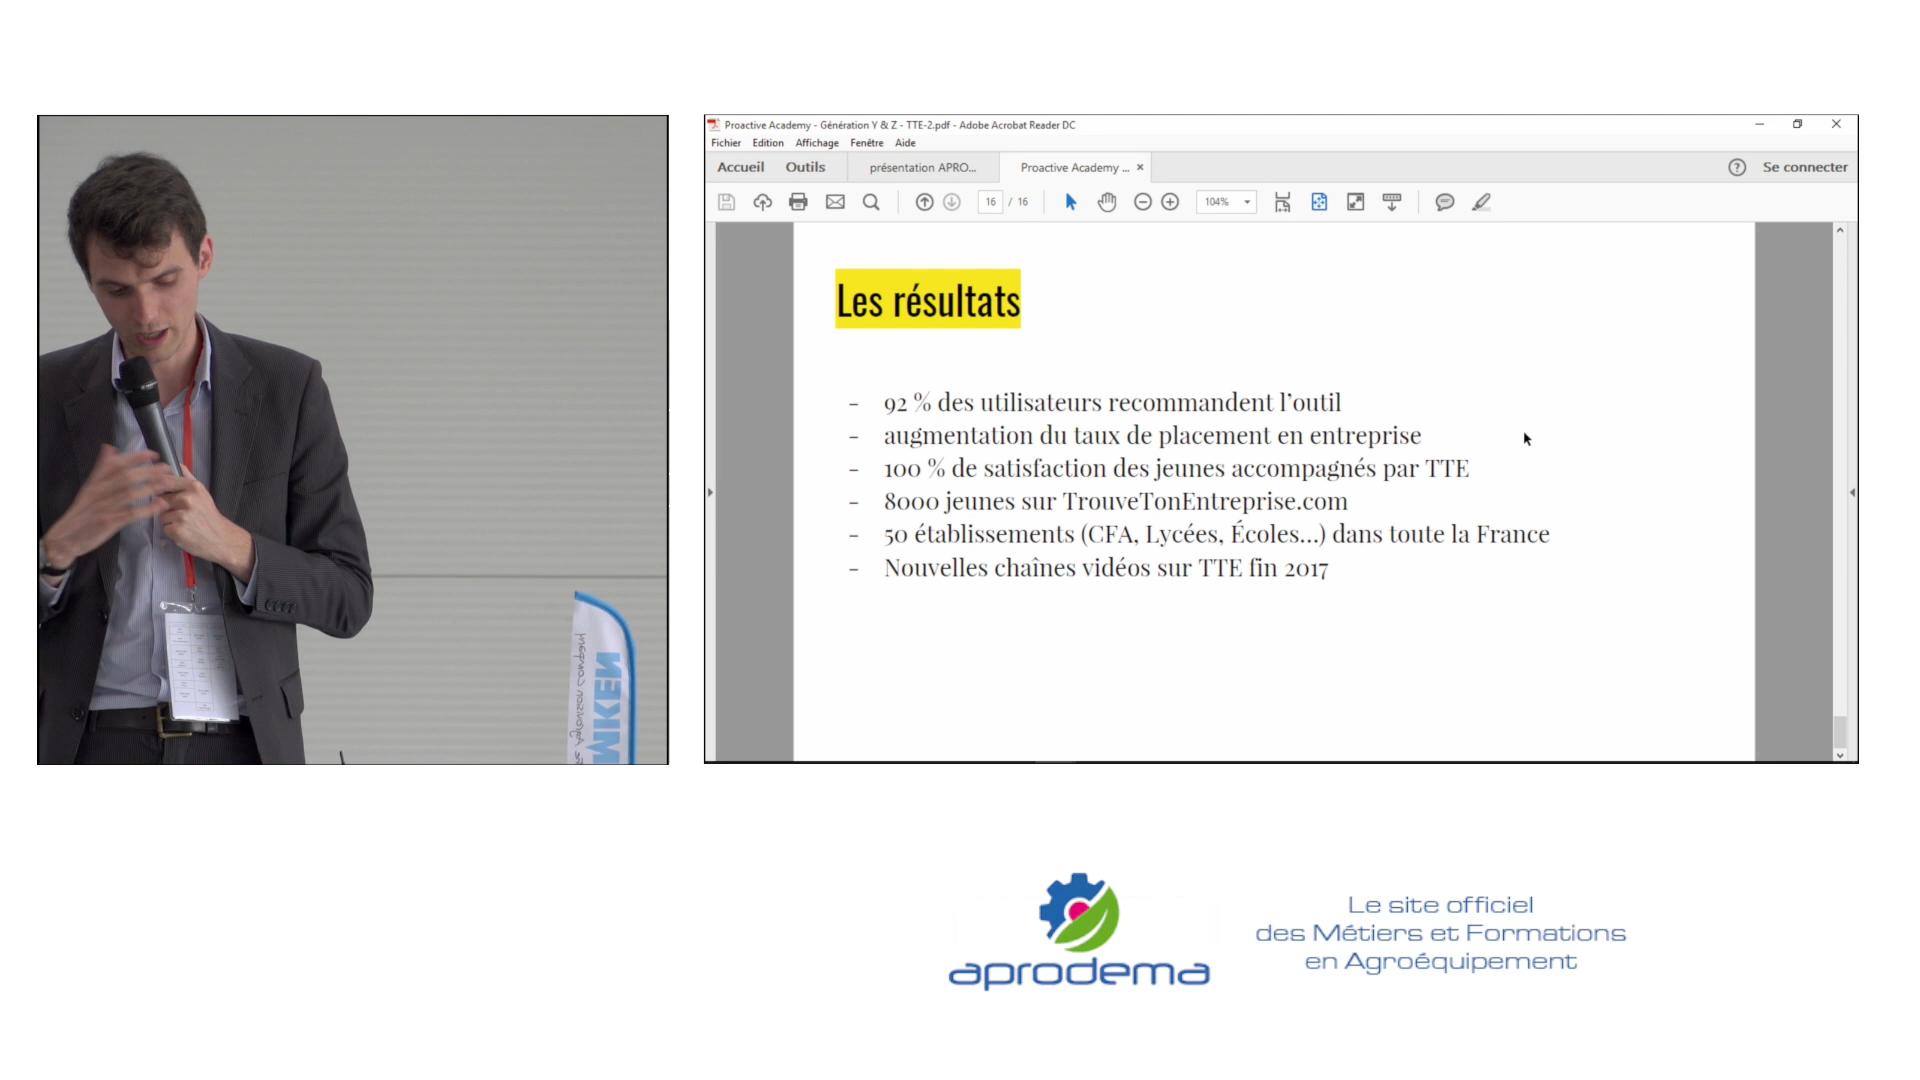 Proactive Academy - Génération Y & Z - TTE-2.pdf - Adobe Acrobat Reader DC
Fichier Edition Affichage Fenêtre Aide
Accueil Outils présentation APRO... Proactive Academy ... × Se connecter
16 / 16 104%
Les résultats
- 92 % des utilisateurs recommandent l’outil
- augmentation du taux de placement en entreprise
- 100 % de satisfaction des jeunes accompagnés par TTE
- 8000 jeunes sur TrouveTonEntreprise.com
- 50 établissements (CFA, Lycées, Écoles...) dans toute la France
- Nouvelles chaînes vidéos sur TTE fin 2017
aprodema
Le site officiel
des Métiers et Formations
en Agroéquipement